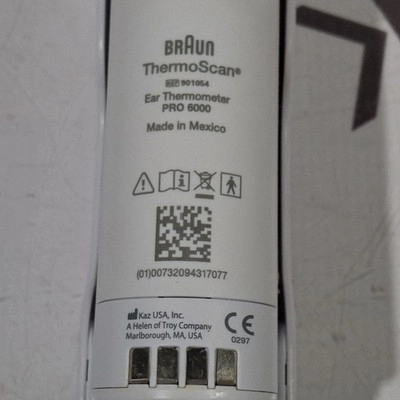 BRAUN
ThermoScan®
REF 901054
Ear Thermometer
PRO 6000
Made in Mexico
(01)00732094317077
Kaz USA, Inc.
A Helen of Troy Company
Marlborough, MA, USA
CE
0297